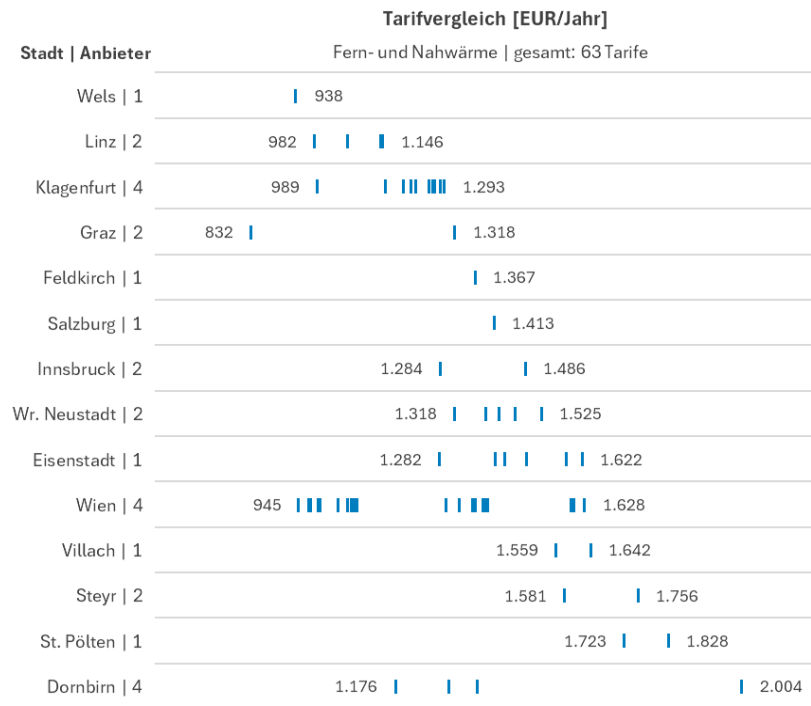 Tarifvergleich [EUR/Jahr]
Stadt | Anbieter Fern- und Nahwärme | gesamt: 63 Tarife
Wels | 1 938
Linz | 2 982 1.146
Klagenfurt | 4 989 1.293
Graz | 2 832 1.318
Feldkirch | 1 1.367
Salzburg | 1 1.413
Innsbruck | 2 1.284 1.486
Wr. Neustadt | 2 1.318 1.525
Eisenstadt | 1 1.282 1.622
Wien | 4 945 1.628
Villach | 1 1.559 1.642
Steyr | 2 1.581 1.756
St. Pölten | 1 1.723 1.828
Dornbirn | 4 1.176 2.004